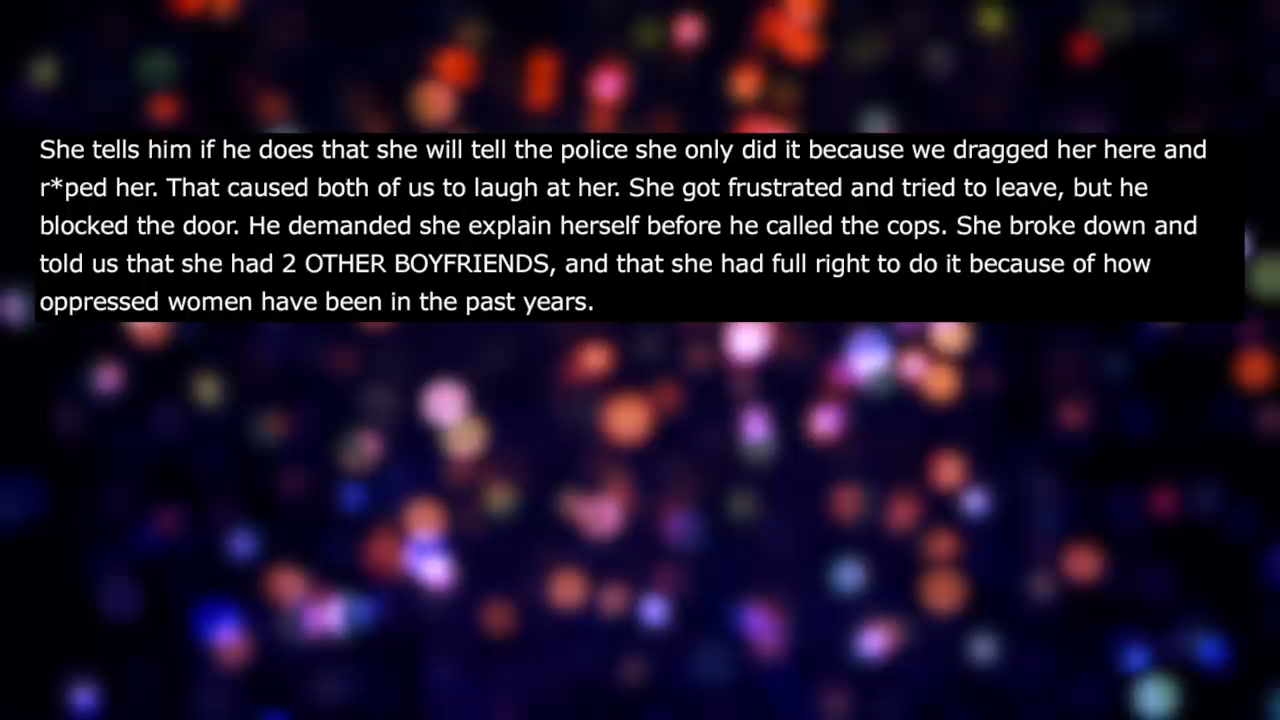 She tells him if he does that she will tell the police she only did it because we dragged her here and
r*ped her. That caused both of us to laugh at her. She got frustrated and tried to leave, but he
blocked the door. He demanded she explain herself before he called the cops. She broke down and
told us that she had 2 OTHER BOYFRIENDS, and that she had full right to do it because of how
oppressed women have been in the past years.